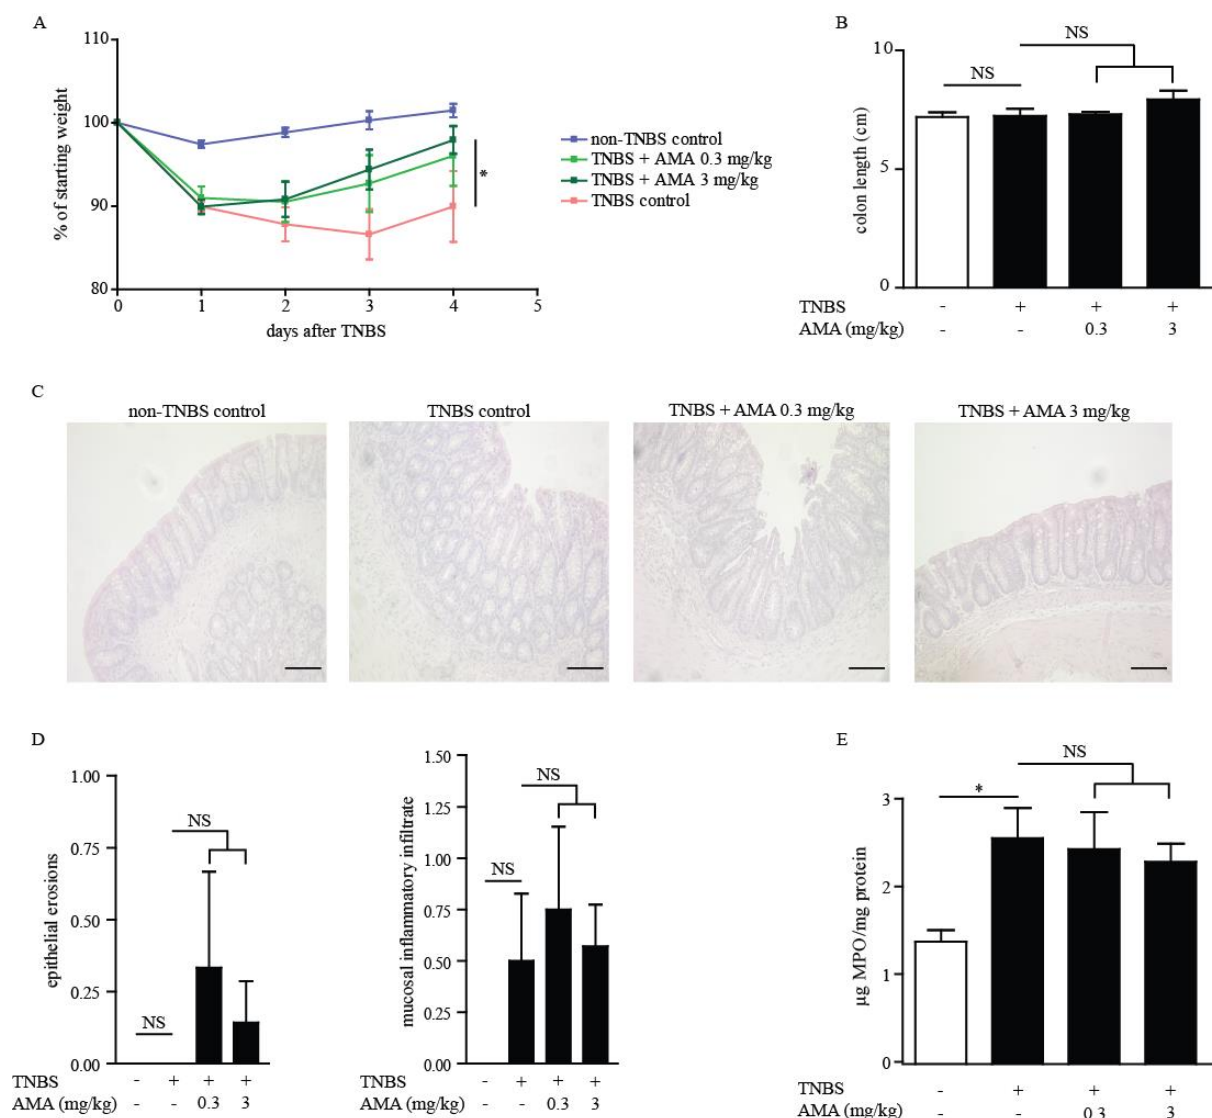 A
110
100
90
80
% of starting weight
0 1 2 3 4 5
days after TNBS
non-TNBS control
TNBS + AMA 0.3 mg/kg
TNBS + AMA 3 mg/kg
TNBS control
*
B
NS
NS
10
5
0
colon length (cm)
TNBS - + + +
AMA (mg/kg) - - 0.3 3
C
non-TNBS control
TNBS control
TNBS + AMA 0.3 mg/kg
TNBS + AMA 3 mg/kg
D
1.00
0.75
0.50
0.25
0.00
epithelial erosions
NS
NS
TNBS - + + +
AMA (mg/kg) - - 0.3 3
1.50
1.25
1.00
0.75
0.50
0.25
0.00
mucosal inflammatory infiltrate
NS
NS
TNBS - + + +
AMA (mg/kg) - - 0.3 3
E
NS
*
3
2
1
0
µg MPO/mg protein
TNBS - + + +
AMA (mg/kg) - - 0.3 3